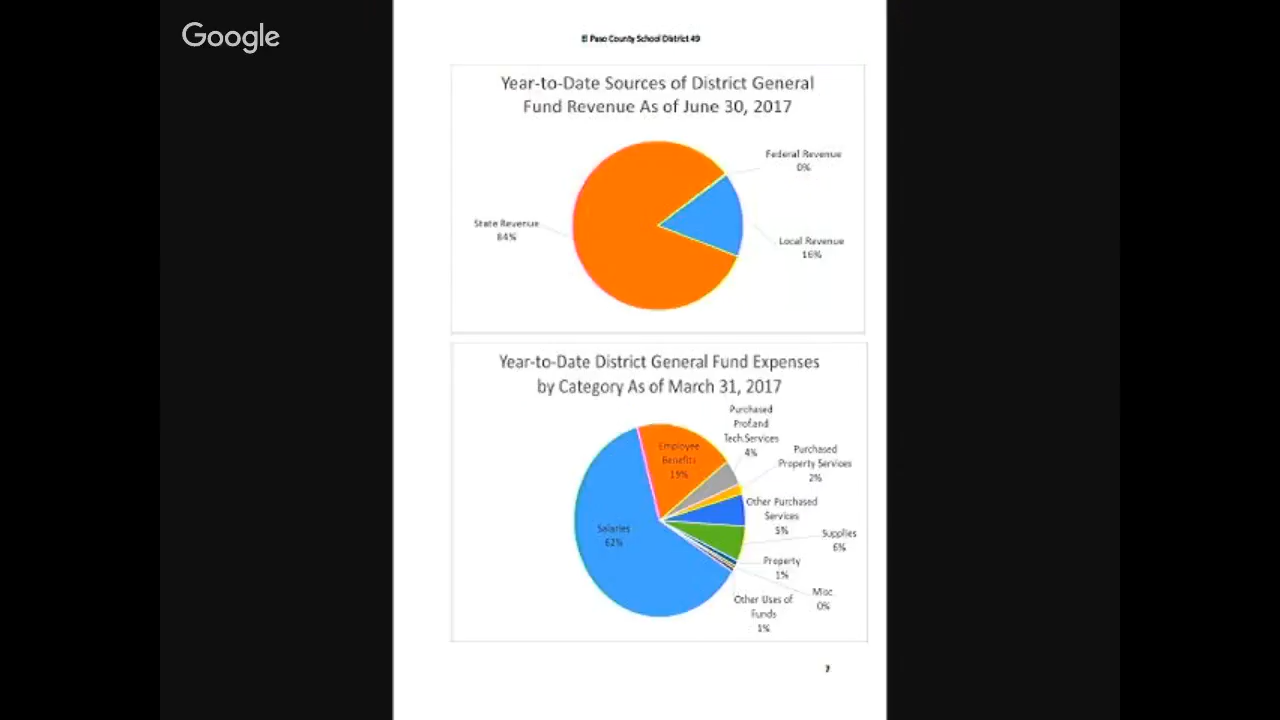 Google
El Paso County School District 49
Year-to-Date Sources of District General
Fund Revenue As of June 30, 2017
Federal Revenue
0%
State Revenue
84%
Local Revenue
16%
Year-to-Date District General Fund Expenses
by Category As of March 31, 2017
Purchased
Prof.and
Tech.Services
4%
Employee
Benefits
19%
Purchased
Property Services
2%
Other Purchased
Services
5%
Salaries
62%
Supplies
6%
Property
1%
Misc
0%
Other Uses of
Funds
1%
7